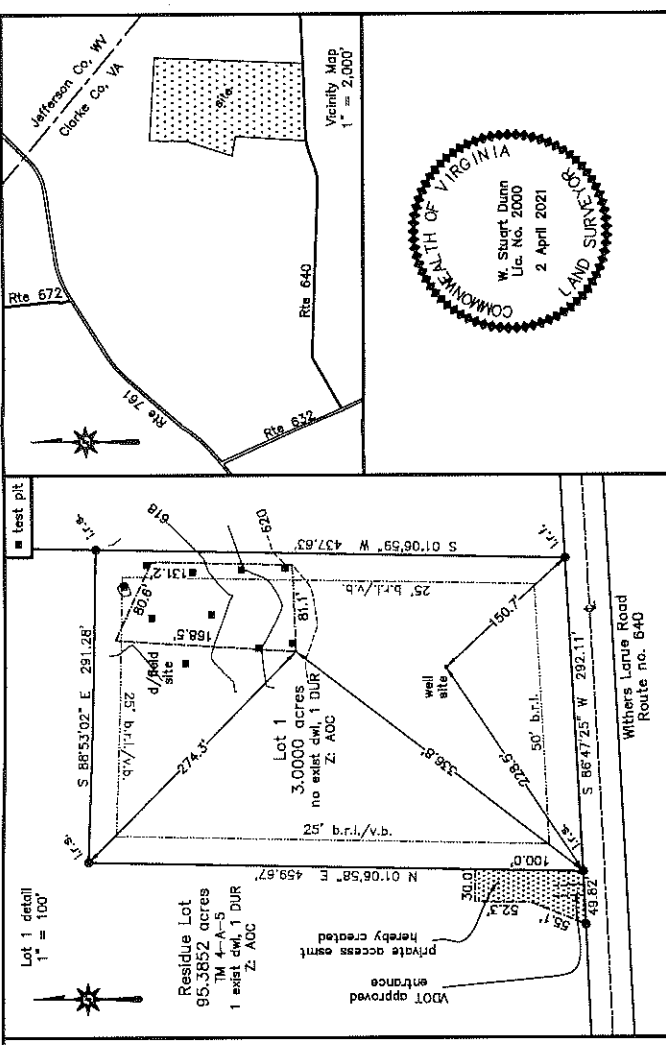 Lot 1 detail
1" = 100'
■ test pit
i.r.s.
S 88°53'02" E 291.28'
i.r.s.
25' b.r.l./v.b.
80.6'
131.2'
168.5'
d/field
site
618
620
81.1'
274.3'
Residue Lot
95.3852 acres
TM 4-A-5
1 exist dwl, 1 DUR
Z: AOC
Lot 1
3.0000 acres
no exist dwl, 1 DUR
Z: AOC
N 01°06'58" E 459.67'
25' b.r.l./v.b.
S 01°06'59" W 437.63'
25' b.r.l./v.b.
336.8'
well
site
150.7'
228.5'
50' b.r.l.
100.0'
30.0'
52.3'
55.1'
49.82'
private access esmt
hereby created
VDOT approved
entrance
i.r.s.
i.r.f.
S 86°47'25" W 292.11'
Withers Larue Road
Route no. 640
Jefferson Co, WV
Clarke Co, VA
Rte 672
Rte 761
Rte 632
Rte 640
site
Vicinity Map
1" = 2,000'
COMMONWEALTH OF VIRGINIA
W. Stuart Dunn
Lic. No. 2000
2 April 2021
LAND SURVEYOR